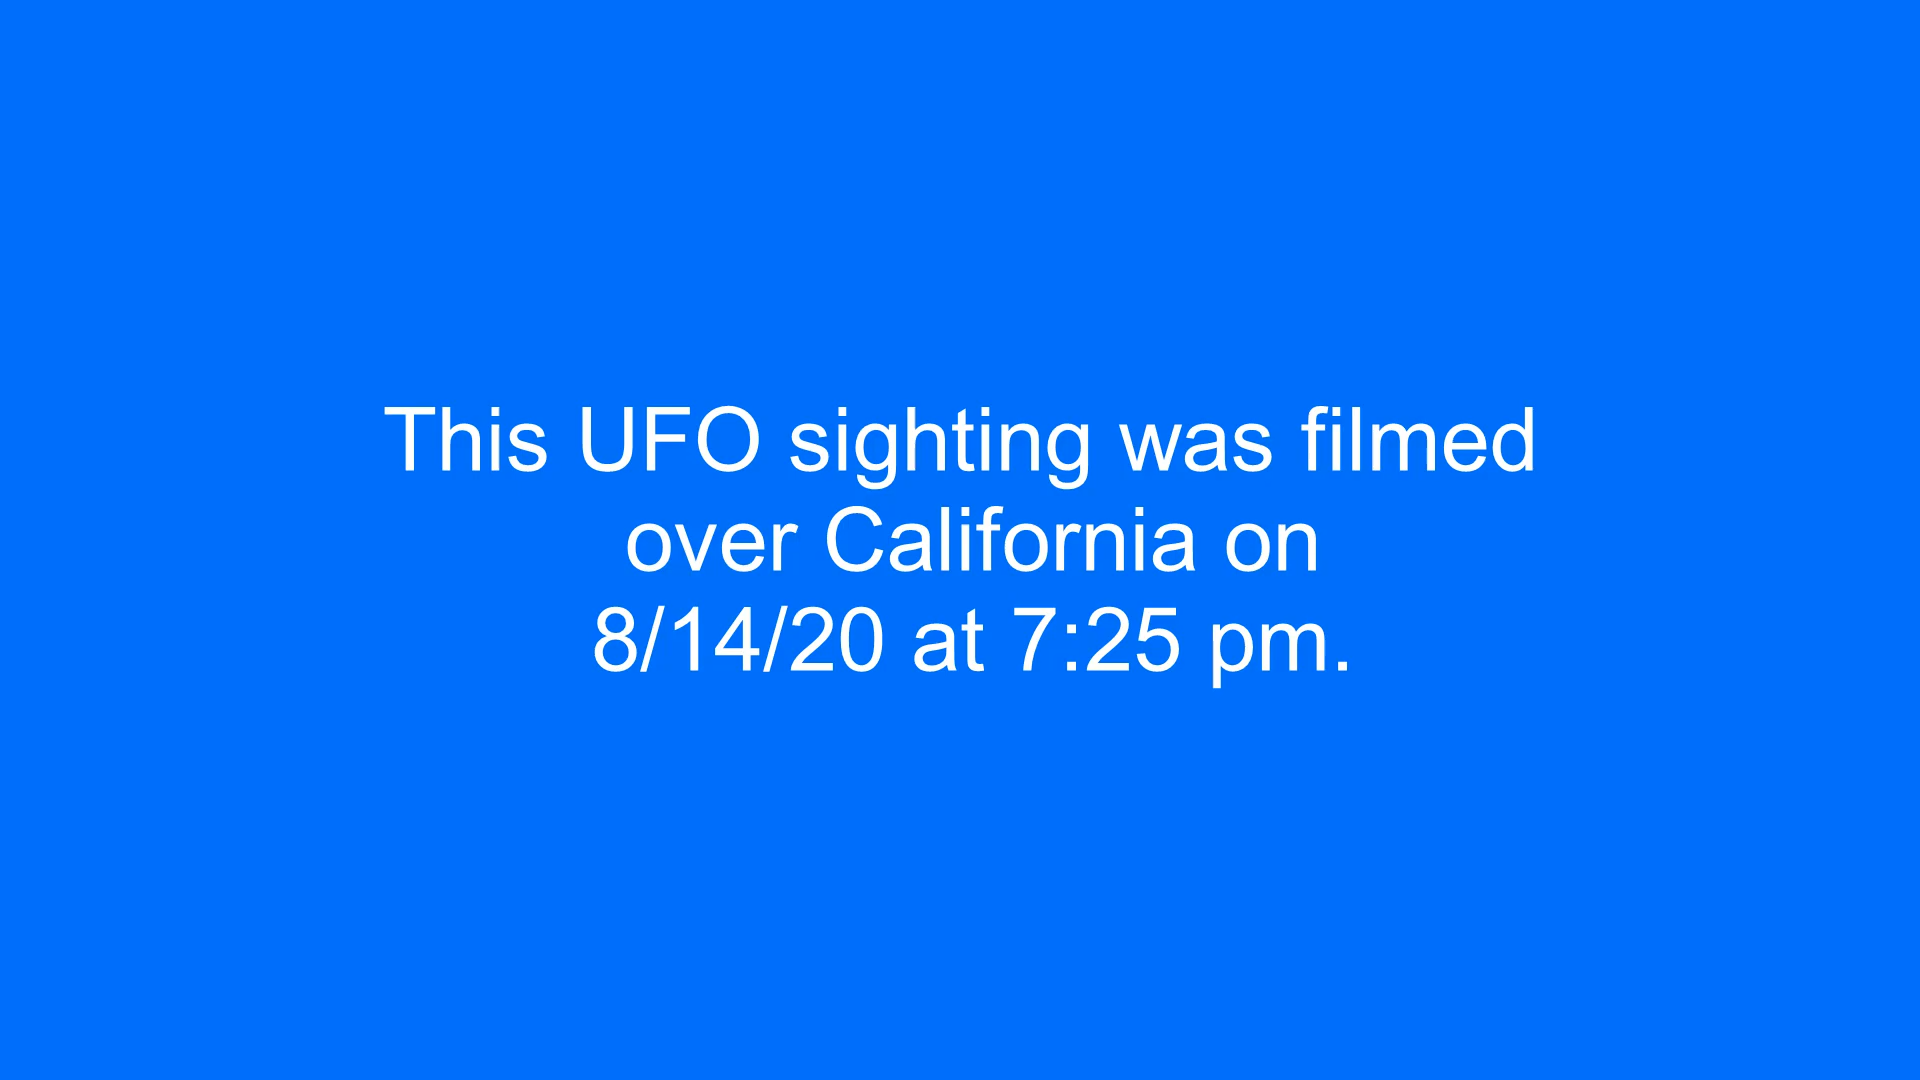 This UFO sighting was filmed
over California on
8/14/20 at 7:25 pm.